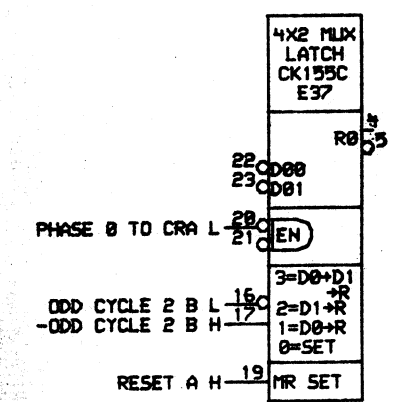 4X2 MUX
LATCH
CK155C
E37
4
R0 5
22 D00
23 D01
PHASE 0 TO CRA L 20
21 EN
3=D0+D1
→R
ODD CYCLE 2 B L 16 2=D1→R
-ODD CYCLE 2 B H 17 1=D0→R
0=SET
RESET A H 19 MR SET